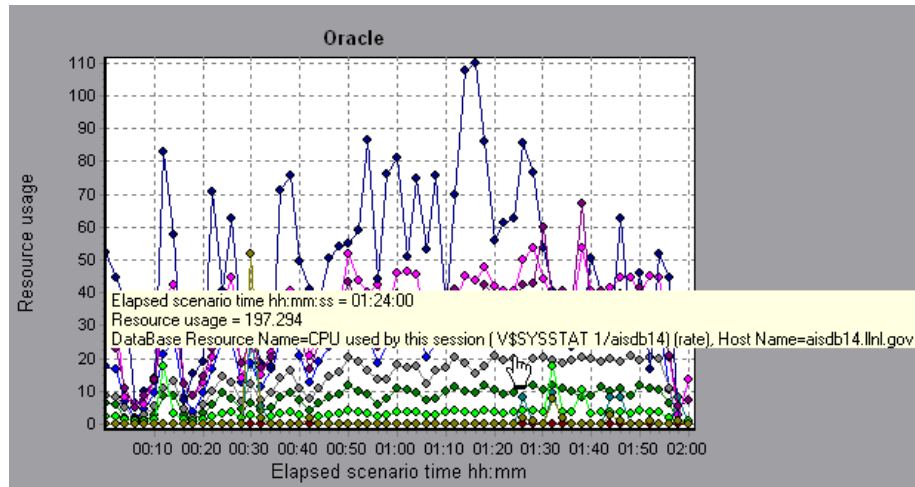 Oracle
110
100
90
80
70
60
50
40
30
20
10
0
Resource usage
Elapsed scenario time hh:mm:ss = 01:24:00
Resource usage = 197.294
DataBase Resource Name=CPU used by this session ( V$SYSSTAT 1/aisdb14) (rate), Host Name=aisdb14.llnl.gov
00:10 00:20 00:30 00:40 00:50 01:00 01:10 01:20 01:30 01:40 01:50 02:00
Elapsed scenario time hh:mm